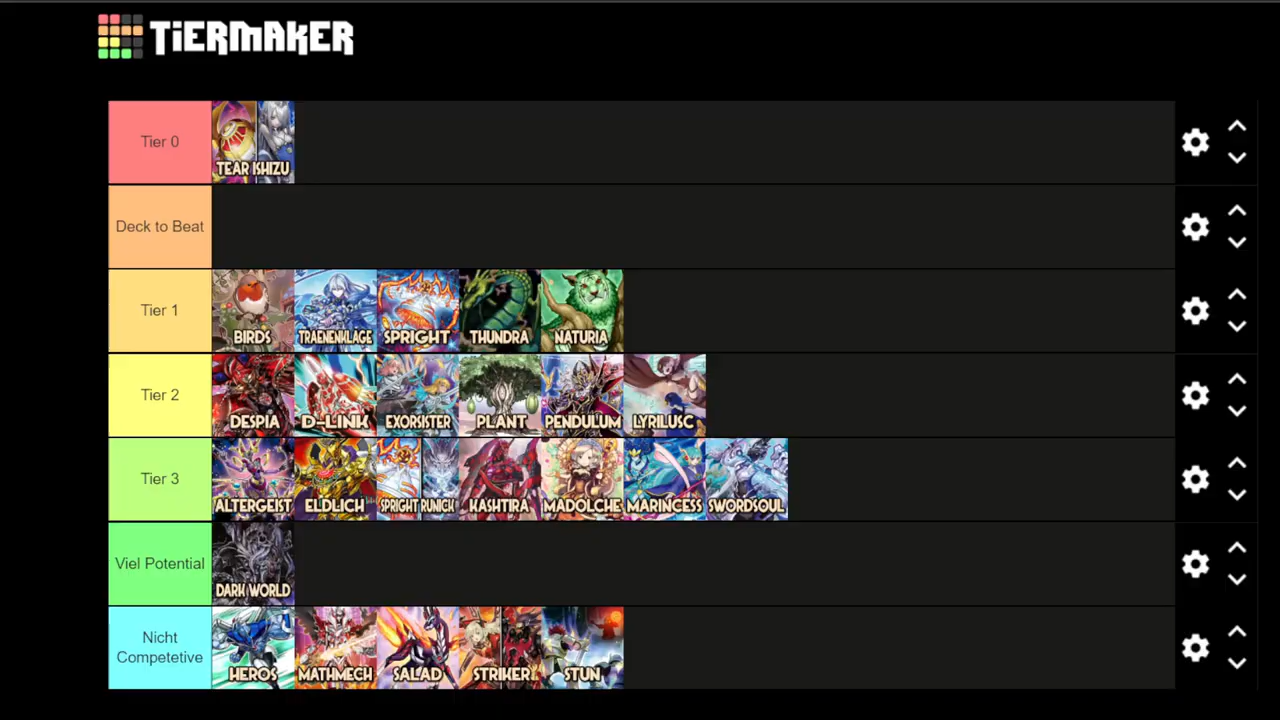 TIERMAKER
Tier 0
TEAR ISHIZU
Deck to Beat
Tier 1
BIRDS
TRAENENKLAGE
SPRIGHT
THUNDRA
NATURIA
Tier 2
DESPIA
D-LINK
EXORSISTER
PLANT
PENDULUM
LYRILUSC
Tier 3
ALTERGEIST
ELDLICH
SPRIGHT RUNICK
KASHTIRA
MADOLCHE
MARINCESS
SWORDSOUL
Viel Potential
DARK WORLD
Nicht
Competetive
HEROS
MATHMECH
SALAD
STRIKER
STUN